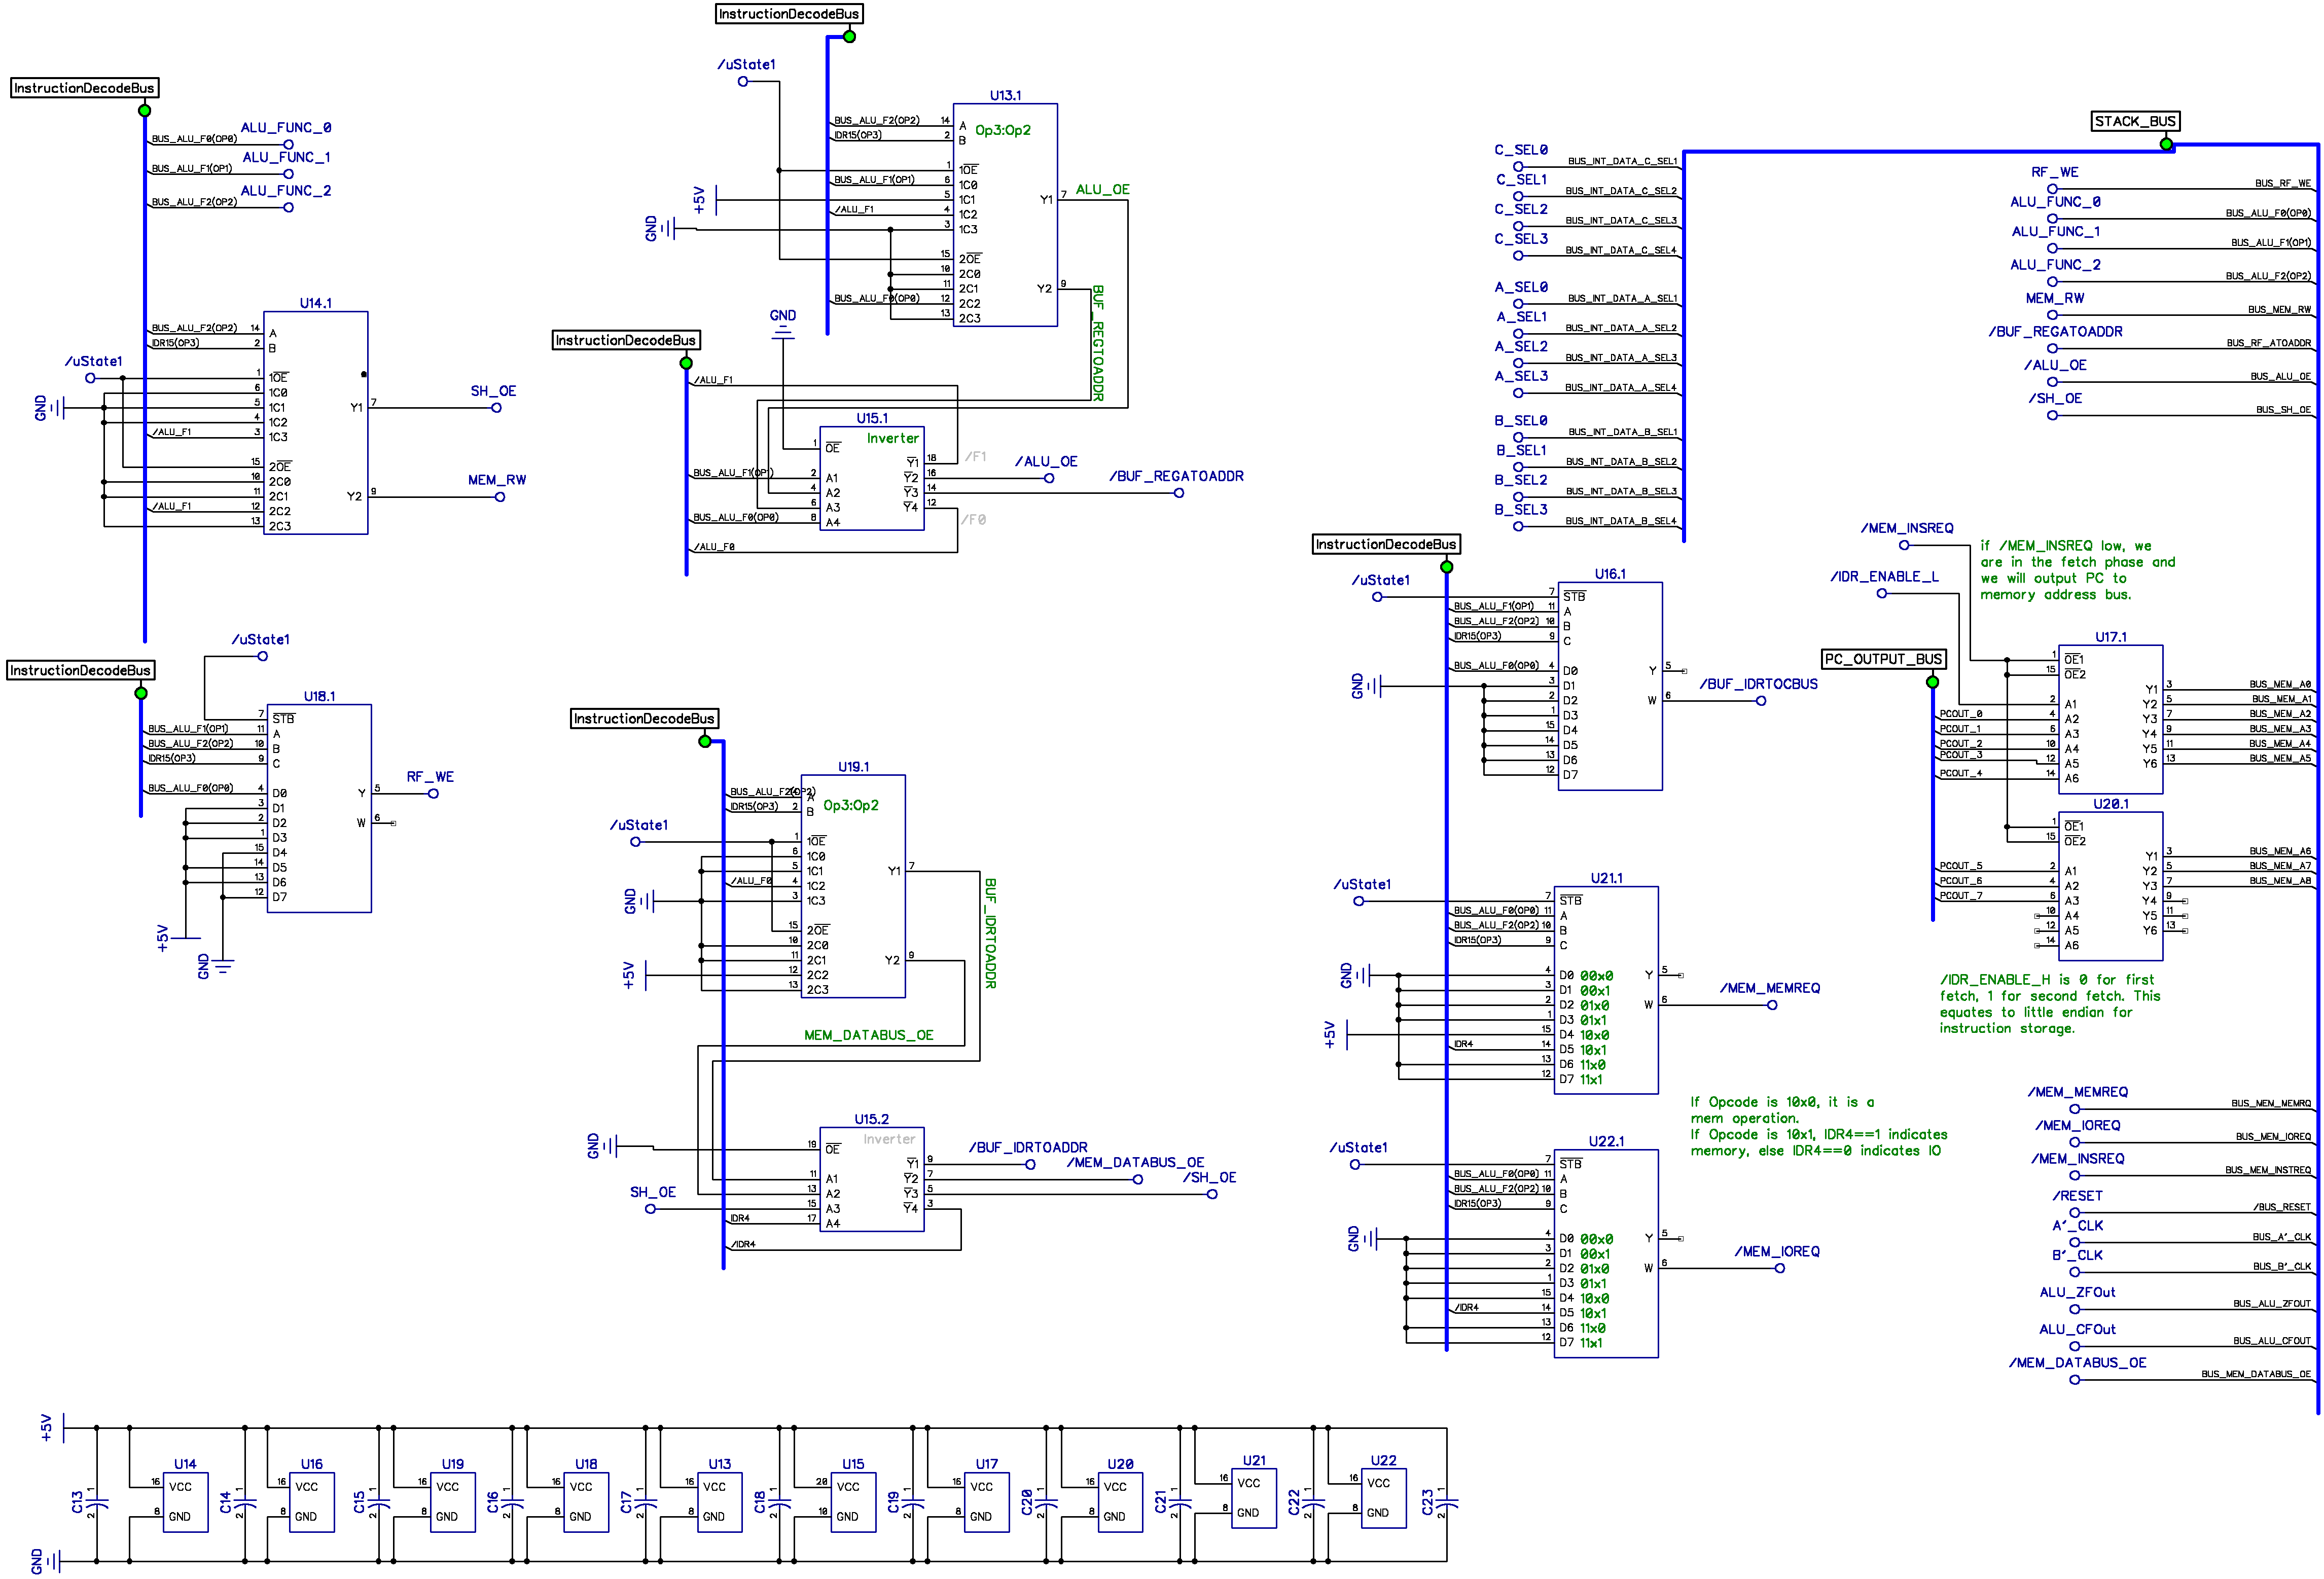 InstructionDecodeBus
BUS_ALU_F0(OP0)
ALU_FUNC_0
BUS_ALU_F1(OP1)
ALU_FUNC_1
BUS_ALU_F2(OP2)
ALU_FUNC_2
U14.1
BUS_ALU_F2(OP2) 14 A
IDR15(OP3) 2 B
/uState1
1 1OE
6 1C0
GND 5 1C1
4 1C2
/ALU_F1 3 1C3
15 2OE
10 2C0
11 2C1
/ALU_F1 12 2C2
13 2C3
Y1 7 SH_OE
Y2 9 MEM_RW
InstructionDecodeBus
/uState1
U18.1
7 STB
BUS_ALU_F1(OP1) 11 A
BUS_ALU_F2(OP2) 10 B
IDR15(OP3) 9 C
BUS_ALU_F0(OP0) 4 D0
3 D1
2 D2
1 D3
15 D4
14 D5
13 D6
12 D7
Y 5 RF_WE
W 6
+5V
GND
InstructionDecodeBus
/uState1
U13.1
BUS_ALU_F2(OP2) 14 A
IDR15(OP3) 2 B
Op3:Op2
1 1OE
BUS_ALU_F1(OP1) 6 1C0
+5V 5 1C1
/ALU_F1 4 1C2
GND 3 1C3
15 2OE
10 2C0
11 2C1
BUS_ALU_F0(OP0) 12 2C2
13 2C3
Y1 7 ALU_OE
Y2 9 BUF_REGTOADDR
GND
InstructionDecodeBus
/ALU_F1
U15.1
Inverter
1 OE
BUS_ALU_F1(OP1) 2 A1
4 A2
6 A3
BUS_ALU_F0(OP0) 8 A4
Y1 18 /F1
Y2 16 /ALU_OE
Y3 14 /BUF_REGATOADDR
Y4 12 /F0
/ALU_F0
InstructionDecodeBus
U19.1
BUS_ALU_F2(OP2) A
IDR15(OP3) 2 B
Op3:Op2
/uState1
1 1OE
6 1C0
5 1C1
/ALU_F0 4 1C2
GND 3 1C3
15 2OE
10 2C0
11 2C1
+5V 12 2C2
13 2C3
Y1 7 BUF_IDRTOADDR
Y2 9
MEM_DATABUS_OE
U15.2
Inverter
GND 19 OE
11 A1
13 A2
SH_OE 15 A3
IDR4 17 A4
/IDR4
Y1 9 /BUF_IDRTOADDR
Y2 7 /MEM_DATABUS_OE
Y3 5 /SH_OE
Y4 3
C_SEL0 BUS_INT_DATA_C_SEL1
C_SEL1 BUS_INT_DATA_C_SEL2
C_SEL2 BUS_INT_DATA_C_SEL3
C_SEL3 BUS_INT_DATA_C_SEL4
A_SEL0 BUS_INT_DATA_A_SEL1
A_SEL1 BUS_INT_DATA_A_SEL2
A_SEL2 BUS_INT_DATA_A_SEL3
A_SEL3 BUS_INT_DATA_A_SEL4
B_SEL0 BUS_INT_DATA_B_SEL1
B_SEL1 BUS_INT_DATA_B_SEL2
B_SEL2 BUS_INT_DATA_B_SEL3
B_SEL3 BUS_INT_DATA_B_SEL4
InstructionDecodeBus
/uState1
U16.1
7 STB
BUS_ALU_F1(OP1) 11 A
BUS_ALU_F2(OP2) 10 B
IDR15(OP3) 9 C
BUS_ALU_F0(OP0) 4 D0
GND 3 D1
2 D2
1 D3
15 D4
14 D5
13 D6
12 D7
Y 5
W 6 /BUF_IDRTOCBUS
/uState1
U21.1
7 STB
BUS_ALU_F0(OP0) 11 A
BUS_ALU_F2(OP2) 10 B
IDR15(OP3) 9 C
GND 4 D0 00x0
3 D1 00x1
2 D2 01x0
1 D3 01x1
+5V 15 D4 10x0
IDR4 14 D5 10x1
13 D6 11x0
12 D7 11x1
Y 5
W 6 /MEM_MEMREQ
If Opcode is 10x0, it is a
mem operation.
If Opcode is 10x1, IDR4==1 indicates
memory, else IDR4==0 indicates IO
/uState1
U22.1
7 STB
BUS_ALU_F0(OP0) 11 A
BUS_ALU_F2(OP2) 10 B
IDR15(OP3) 9 C
GND 4 D0 00x0
3 D1 00x1
2 D2 01x0
1 D3 01x1
15 D4 10x0
/IDR4 14 D5 10x1
13 D6 11x0
12 D7 11x1
Y 5
W 6 /MEM_IOREQ
STACK_BUS
RF_WE BUS_RF_WE
ALU_FUNC_0 BUS_ALU_F0(OP0)
ALU_FUNC_1 BUS_ALU_F1(OP1)
ALU_FUNC_2 BUS_ALU_F2(OP2)
MEM_RW BUS_MEM_RW
/BUF_REGATOADDR BUS_RF_ATOADDR
/ALU_OE BUS_ALU_OE
/SH_OE BUS_SH_OE
/MEM_INSREQ
/IDR_ENABLE_L
if /MEM_INSREQ low, we
are in the fetch phase and
we will output PC to
memory address bus.
PC_OUTPUT_BUS
U17.1
1 OE1
15 OE2
2 A1
PCOUT_0 4 A2
PCOUT_1 6 A3
PCOUT_2 10 A4
PCOUT_3 12 A5
PCOUT_4 14 A6
Y1 3 BUS_MEM_A0
Y2 5 BUS_MEM_A1
Y3 7 BUS_MEM_A2
Y4 9 BUS_MEM_A3
Y5 11 BUS_MEM_A4
Y6 13 BUS_MEM_A5
U20.1
1 OE1
15 OE2
PCOUT_5 2 A1
PCOUT_6 4 A2
PCOUT_7 6 A3
10 A4
12 A5
14 A6
Y1 3 BUS_MEM_A6
Y2 5 BUS_MEM_A7
Y3 7 BUS_MEM_A8
Y4 9
Y5 11
Y6 13
/IDR_ENABLE_H is 0 for first
fetch, 1 for second fetch. This
equates to little endian for
instruction storage.
/MEM_MEMREQ BUS_MEM_MEMRQ
/MEM_IOREQ BUS_MEM_IOREQ
/MEM_INSREQ BUS_MEM_INSTREQ
/RESET /BUS_RESET
A'_CLK BUS_A'_CLK
B'_CLK BUS_B'_CLK
ALU_ZFOut BUS_ALU_ZFOUT
ALU_CFOut BUS_ALU_CFOUT
/MEM_DATABUS_OE BUS_MEM_DATABUS_OE
+5V
GND
C13 1 2
U14 16 VCC 8 GND
C14 1 2
U16 16 VCC 8 GND
C15 1 2
U19 16 VCC 8 GND
C16 1 2
U18 16 VCC 8 GND
C17 1 2
U13 16 VCC 8 GND
C18 1 2
U15 20 VCC 10 GND
C19 1 2
U17 16 VCC 8 GND
C20 1 2
U20 16 VCC 8 GND
C21 1 2
U21 16 VCC 8 GND
C22 1 2
U22 16 VCC 8 GND
C23 1 2